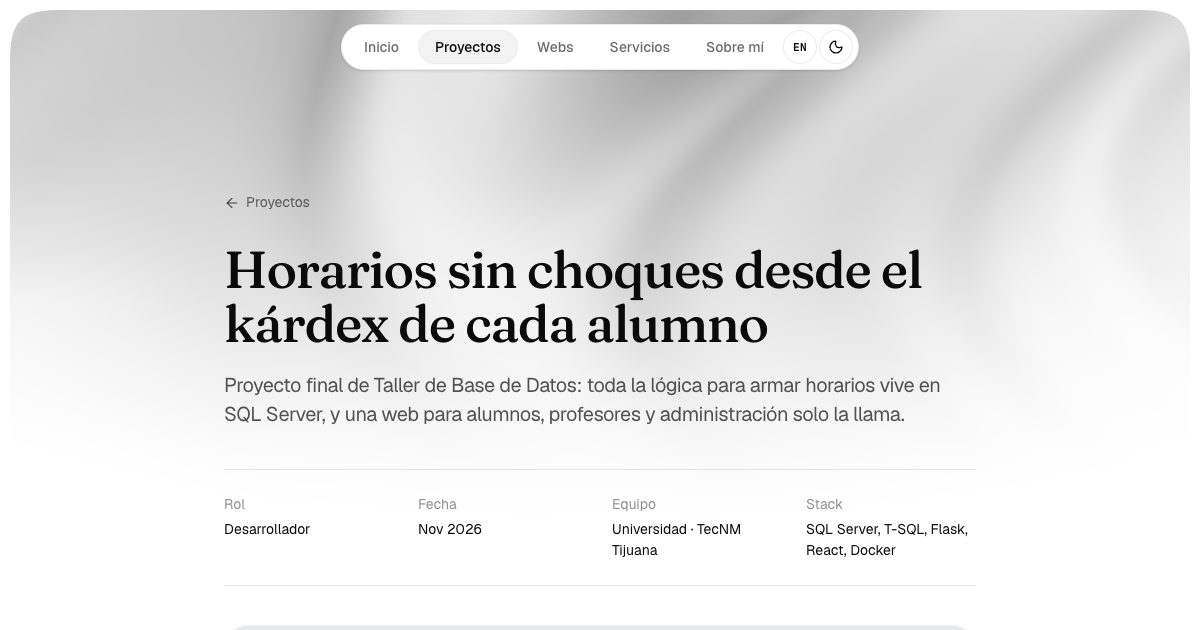 Inicio
Proyectos
Webs
Servicios
Sobre mí
EN
Proyectos
Horarios sin choques desde el
kárdex de cada alumno
Proyecto final de Taller de Base de Datos: toda la lógica para armar horarios vive en
SQL Server, y una web para alumnos, profesores y administración solo la llama.
Rol
Desarrollador
Fecha
Nov 2026
Equipo
Universidad · TecNM
Tijuana
Stack
SQL Server, T-SQL, Flask,
React, Docker